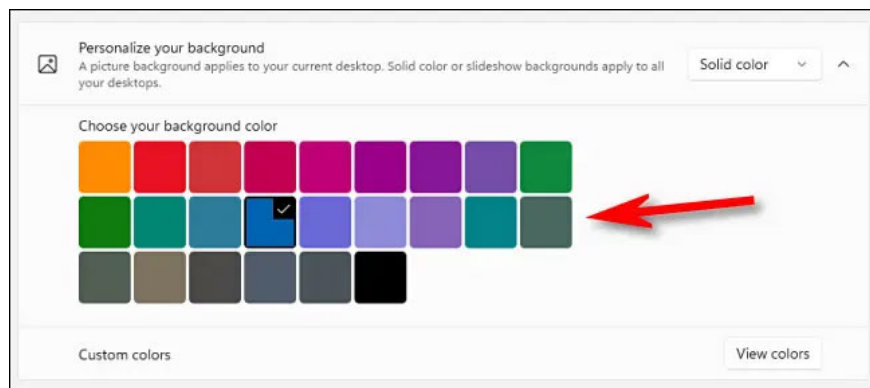 Personalize your background
A picture background applies to your current desktop. Solid color or slideshow backgrounds apply to all
your desktops.
Solid color
Choose your background color
Custom colors
View colors